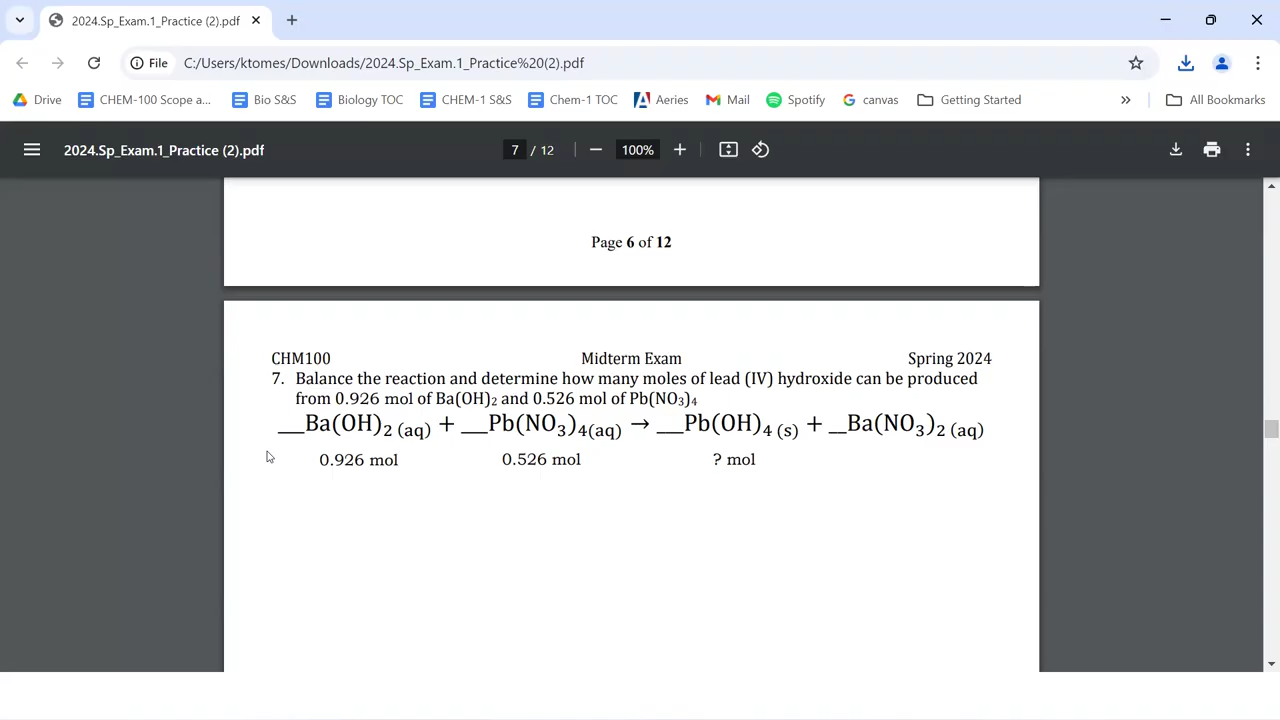 2024.Sp_Exam.1_Practice (2).pdf
File C:/Users/ktomes/Downloads/2024.Sp_Exam.1_Practice%20(2).pdf
Drive CHEM-100 Scope a... Bio S&S Biology TOC CHEM-1 S&S Chem-1 TOC Aeries Mail Spotify canvas Getting Started » All Bookmarks
2024.Sp_Exam.1_Practice (2).pdf 7 / 12 100%
Page 6 of 12
CHM100 Midterm Exam Spring 2024
7. Balance the reaction and determine how many moles of lead (IV) hydroxide can be produced
from 0.926 mol of Ba(OH)₂ and 0.526 mol of Pb(NO₃)₄
___Ba(OH)₂ (aq) + ___Pb(NO₃)₄(aq) → ___Pb(OH)₄ (s) + __Ba(NO₃)₂ (aq)
0.926 mol 0.526 mol ? mol